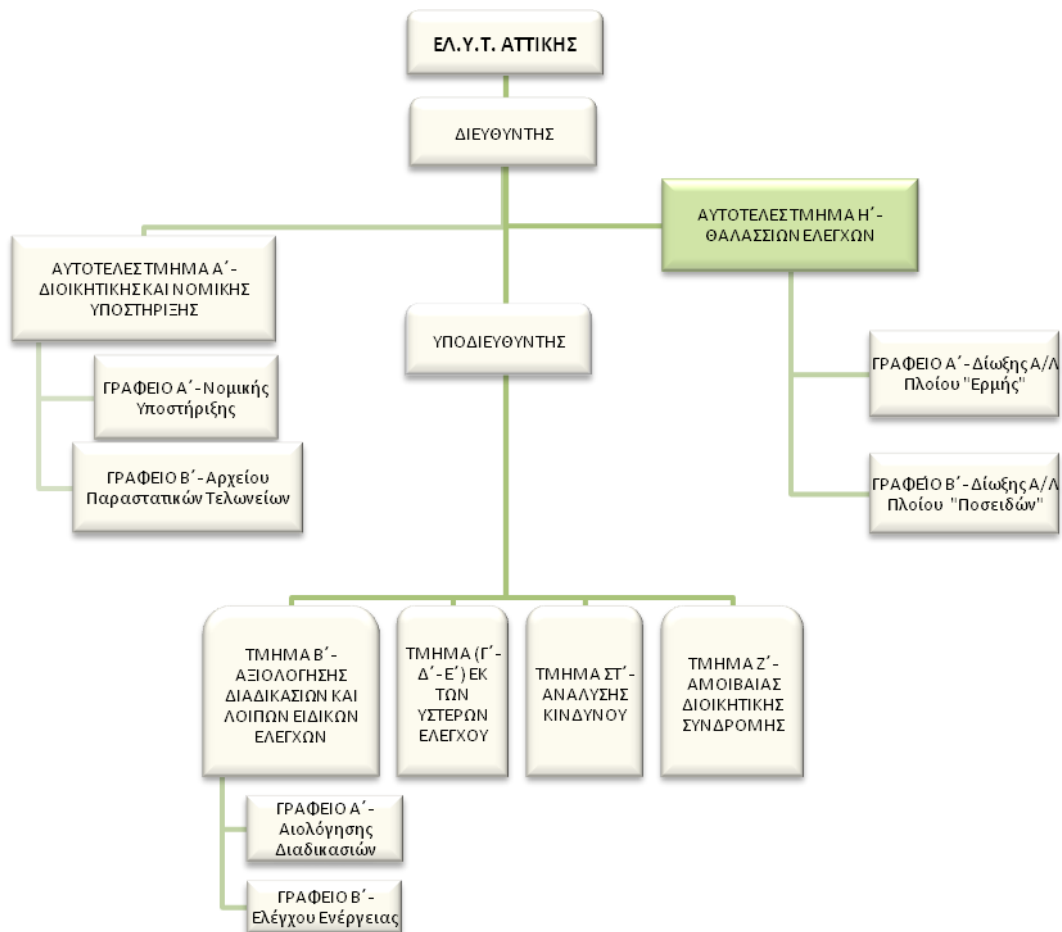 ΕΛ.Υ.Τ. ΑΤΤΙΚΗΣ
ΔΙΕΥΘΥΝΤΗΣ
ΑΥΤΟΤΕΛΕΣ ΤΜΗΜΑ Η΄-
ΘΑΛΑΣΣΙΩΝ ΕΛΕΓΧΩΝ
ΑΥΤΟΤΕΛΕΣ ΤΜΗΜΑ Α΄-
ΔΙΟΙΚΗΤΙΚΗΣ ΚΑΙ ΝΟΜΙΚΗΣ
ΥΠΟΣΤΗΡΙΞΗΣ
ΥΠΟΔΙΕΥΘΥΝΤΗΣ
ΓΡΑΦΕΙΟ Α΄- Νομικής
Υποστήριξης
ΓΡΑΦΕΙΟ Β΄- Αρχείου
Παραστατικών Τελωνείων
ΓΡΑΦΕΙΟ Α΄- Δίωξης Α/Λ
Πλοίου "Ερμής"
ΓΡΑΦΕΙΟ Β΄- Δίωξης Α/Λ
Πλοίου "Ποσειδών"
ΤΜΗΜΑ Β΄-
ΑΞΙΟΛΟΓΗΣΗΣ
ΔΙΑΔΙΚΑΣΙΩΝ ΚΑΙ
ΛΟΙΠΩΝ ΕΙΔΙΚΩΝ
ΕΛΕΓΧΩΝ
ΤΜΗΜΑ (Γ΄-
Δ΄- Ε΄) ΕΚ
ΤΩΝ
ΥΣΤΕΡΩΝ
ΕΛΕΓΧΟΥ
ΤΜΗΜΑ ΣΤ΄-
ΑΝΑΛΥΣΗΣ
ΚΙΝΔΥΝΟΥ
ΤΜΗΜΑ Ζ΄-
ΑΜΟΙΒΑΙΑΣ
ΔΙΟΙΚΗΤΙΚΗΣ
ΣΥΝΔΡΟΜΗΣ
ΓΡΑΦΕΙΟ Α΄-
Αιολόγησης
Διαδικασιών
ΓΡΑΦΕΙΟ Β΄-
Ελέγχου Ενέργειας